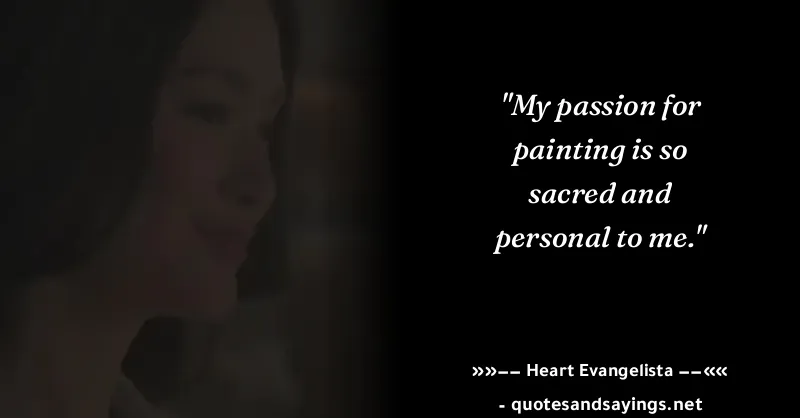 "My passion for
painting is so
sacred and
personal to me."
»»−− Heart Evangelista −−««
- quotesandsayings.net